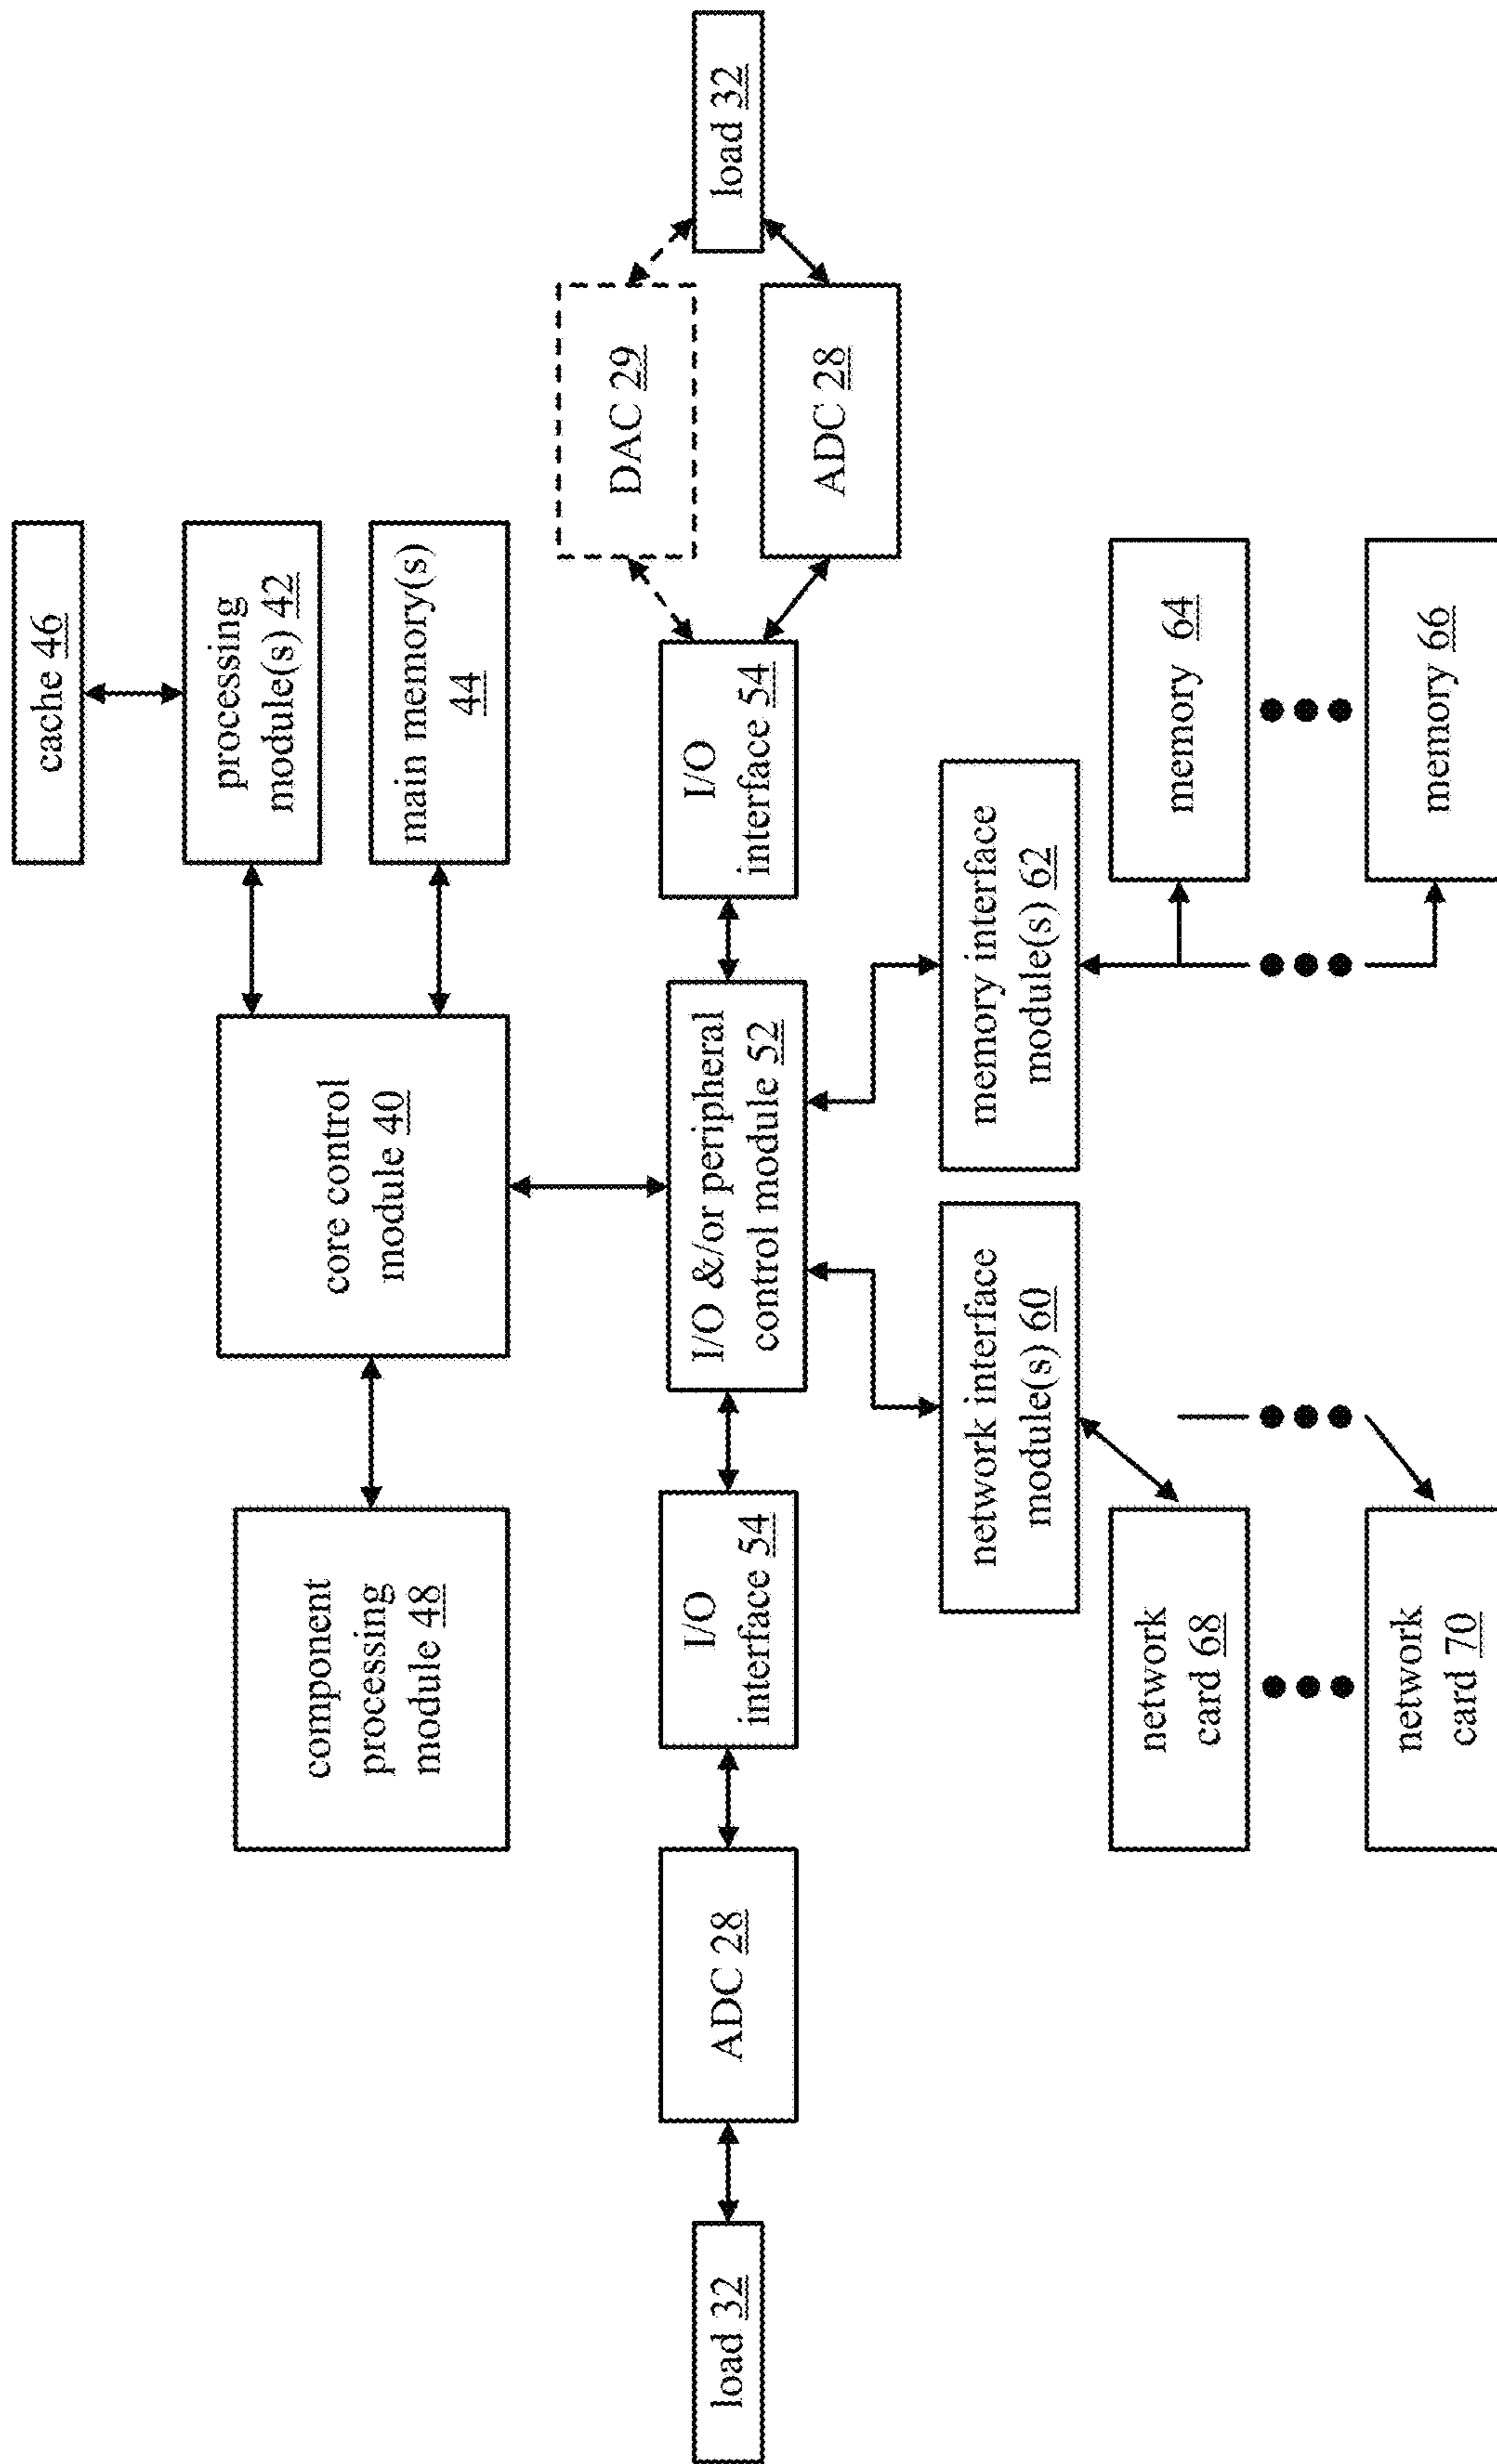 cache 46
processing
module(s) 42
main memory(s)
44
core control
module 40
component
processing
module 48
load 32
ADC 28
I/O
interface 54
I/O &/or peripheral
control module 52
I/O
interface 54
DAC 29
ADC 28
load 32
network interface
module(s) 60
memory interface
module(s) 62
network
card 68
network
card 70
memory 64
memory 66